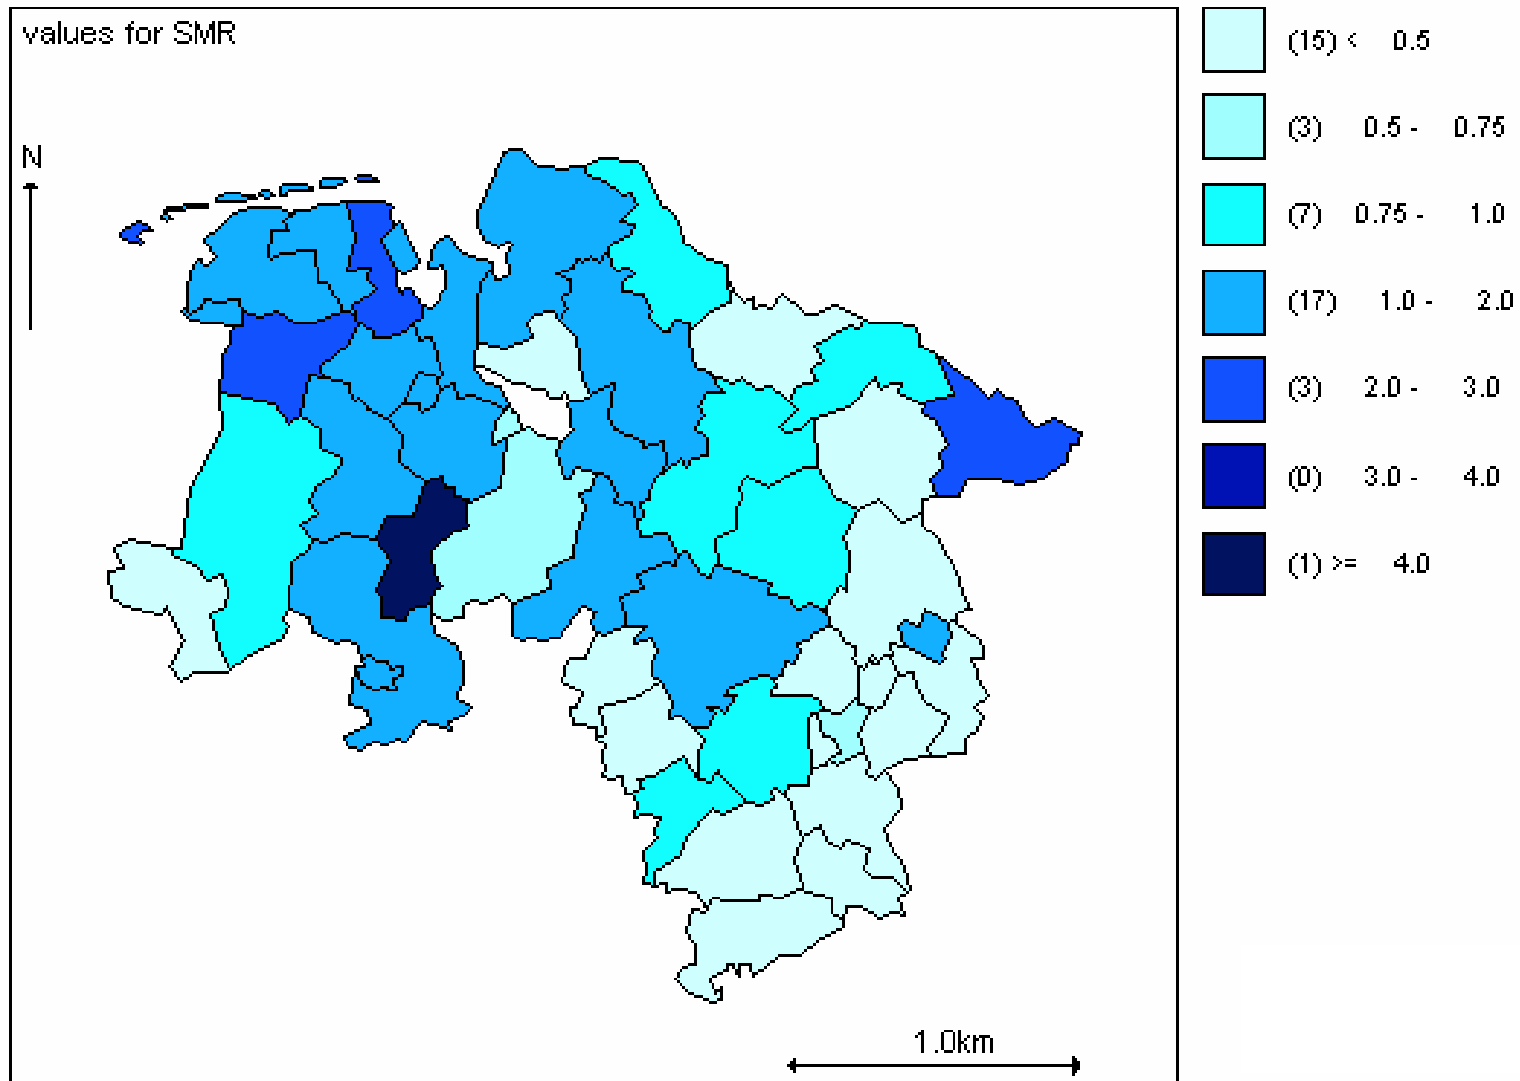 values for SMR
N
(15) < 0.5
(3) 0.5 - 0.75
(7) 0.75 - 1.0
(17) 1.0 - 2.0
(3) 2.0 - 3.0
(0) 3.0 - 4.0
(1) >= 4.0
1.0km